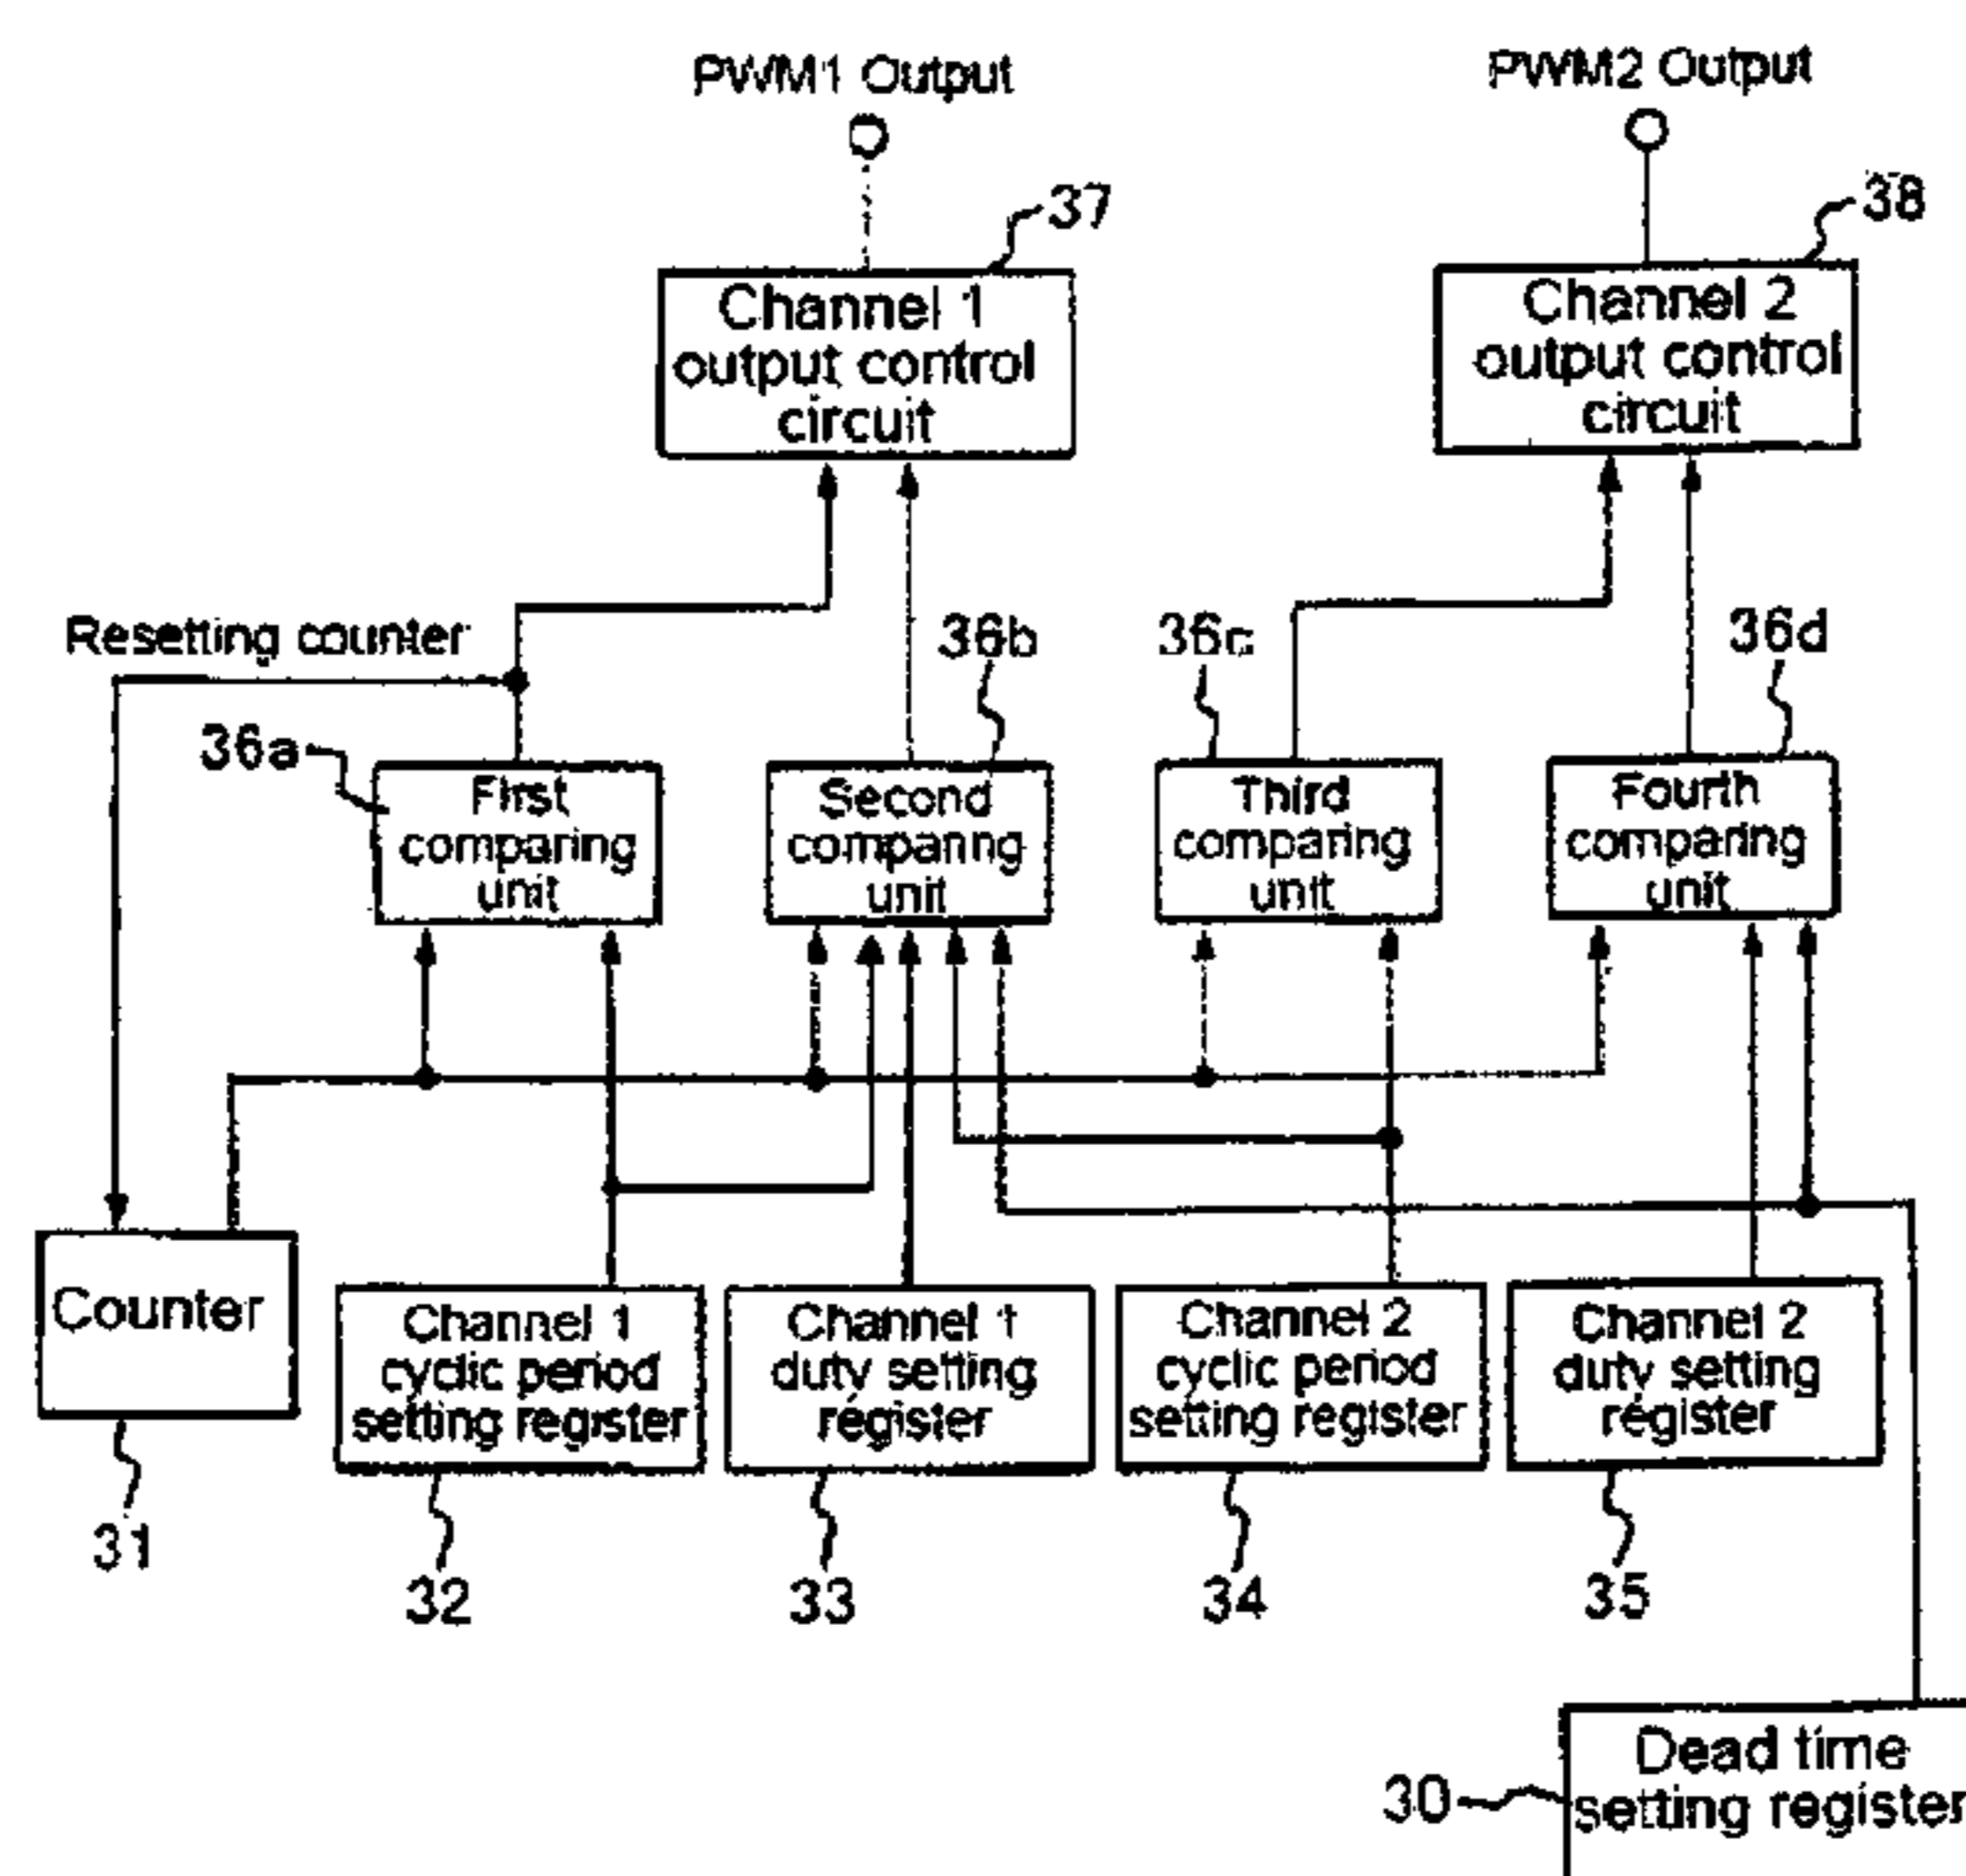 PWM1 Output
PWM2 Output
37
38
Channel 1
output control
circuit
Channel 2
output control
circuit
Resetting counter
36a
36b
36c
36d
First
comparing
unit
Second
comparing
unit
Third
comparing
unit
Fourth
comparing
unit
Counter
Channel 1
cyclic period
setting register
Channel 1
duty setting
register
Channel 2
cyclic period
setting register
Channel 2
duty setting
register
31
32
33
34
35
30
Dead time
setting register